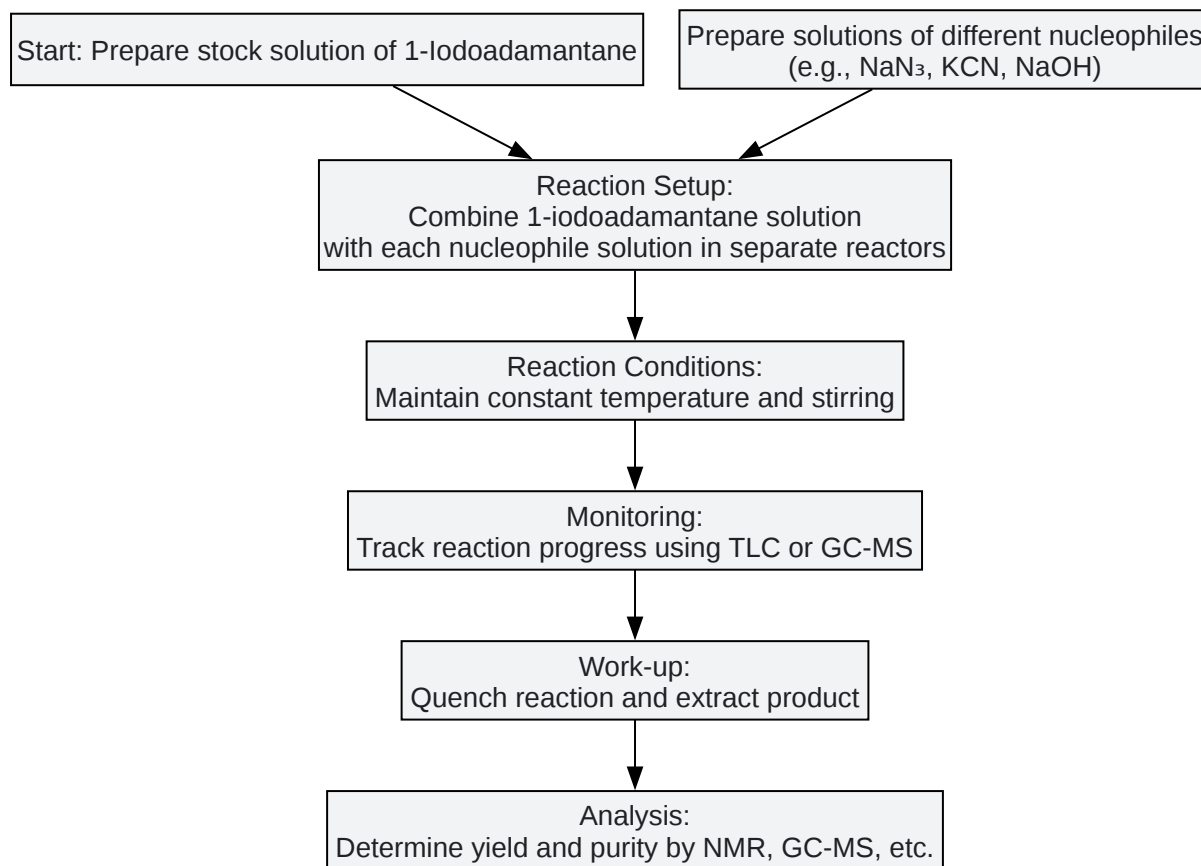 Start: Prepare stock solution of 1-Iodoadamantane
Prepare solutions of different nucleophiles
(e.g., NaN₃, KCN, NaOH)
Reaction Setup:
Combine 1-iodoadamantane solution
with each nucleophile solution in separate reactors
Reaction Conditions:
Maintain constant temperature and stirring
Monitoring:
Track reaction progress using TLC or GC-MS
Work-up:
Quench reaction and extract product
Analysis:
Determine yield and purity by NMR, GC-MS, etc.